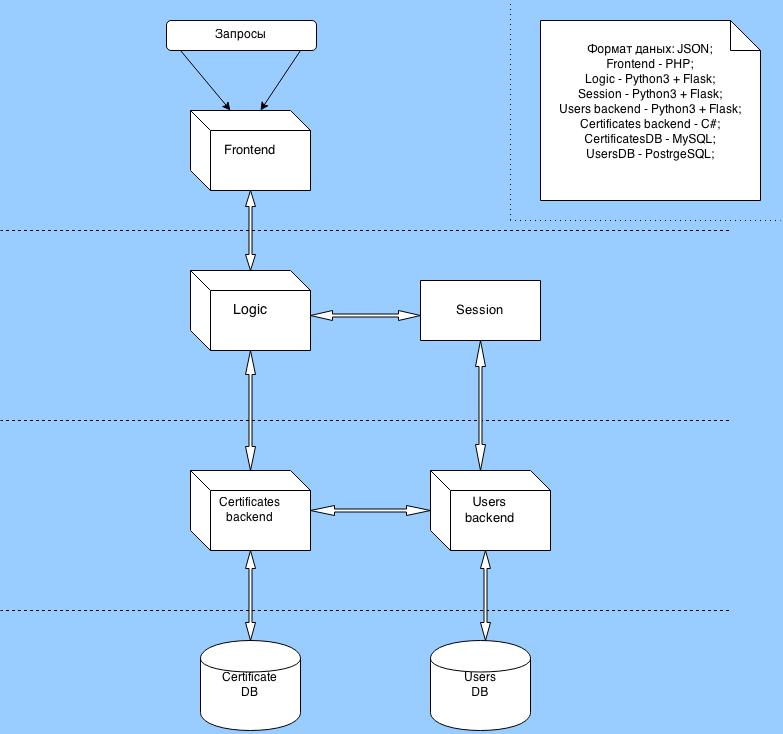 Запросы
Формат даных: JSON;
Frontend - PHP;
Logic - Python3 + Flask;
Session - Python3 + Flask;
Users backend - Python3 + Flask;
Certificates backend - C#;
CertificatesDB - MySQL;
UsersDB - PostrgeSQL;
Frontend
Logic
Session
Certificates
backend
Users
backend
Certificate
DB
Users
DB